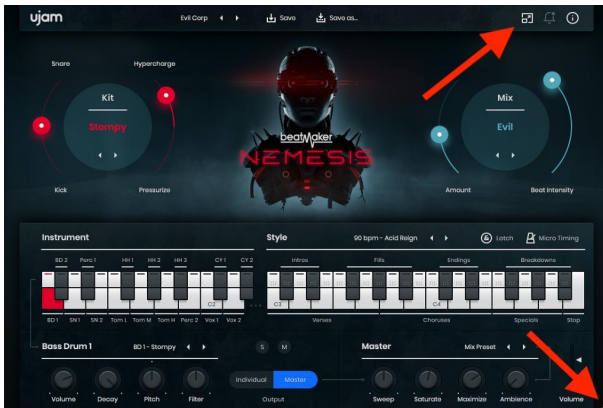 ujam
Evil Corp
Save
Save as..
Snare
Hypercharge
Kit
Stompy
Kick
Pressurize
beatMaker
NEMESIS
Mix
Evil
Amount
Beat Intensity
Instrument
Style
90 bpm - Acid Reign
Latch
Micro Timing
BD 2 Perc 1 HH 1 HH 2 HH 3 CY 1 CY 2
Intros Fills Endings Breakdowns
C2 C3 C4
BD 1 SN 1 SN 2 Tom L Tom M Tom H Perc 2 Vox 1 Vox 2
Verses Choruses Specials Stop
Bass Drum 1
BD 1 - Stompy
S M
Master
Mix Preset
Individual Master
Volume Decay Pitch Filter
Output
Sweep Saturate Maximize Ambience Volume